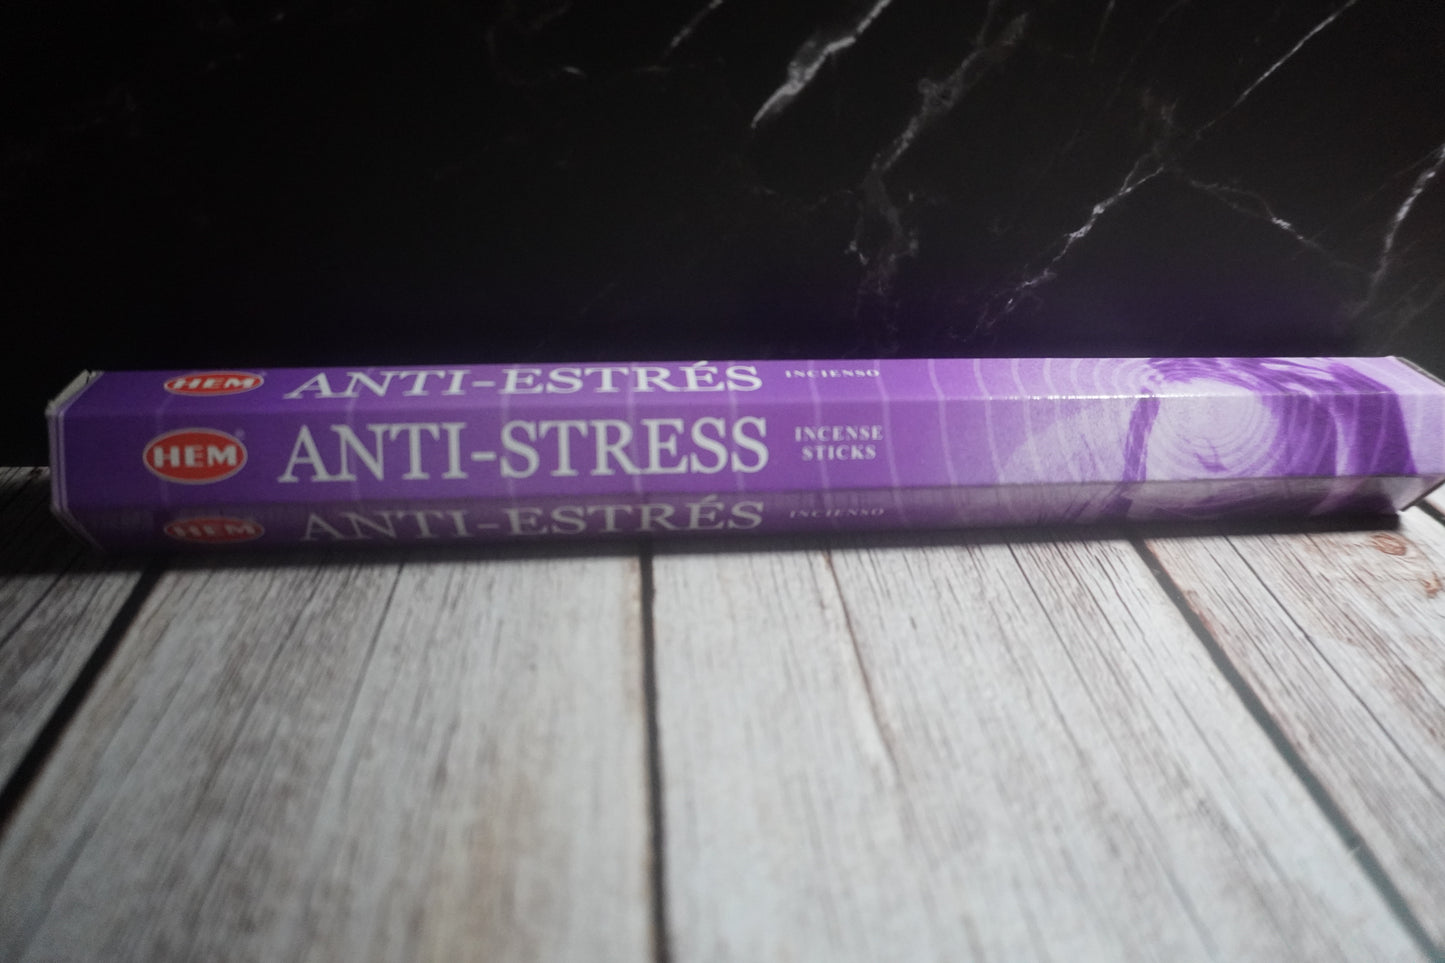 HEM ANTI-ESTRÉS INCIENSO
HEM ANTI-STRESS INCENSE
STICKS
HEM ANTI-ESTRÉS INCIENSO